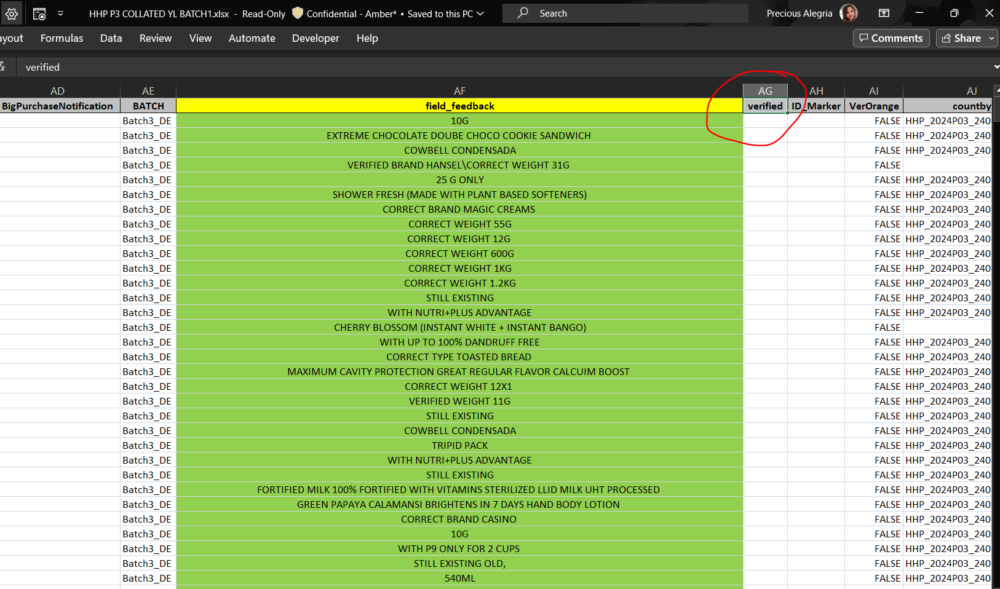 HHP P3 COLLATED YL BATCH1.xlsx - Read-Only Confidential - Amber* • Saved to this PC Search Precious Alegria
ayout Formulas Data Review View Automate Developer Help Comments Share
fx verified
AD AE AF AG AH AI AJ
BigPurchaseNotification BATCH field_feedback verified ID_Marker VerOrange countby
Batch3_DE 10G FALSE HHP_2024P03_240
Batch3_DE EXTREME CHOCOLATE DOUBE CHOCO COOKIE SANDWICH FALSE HHP_2024P03_240
Batch3_DE COWBELL CONDENSADA FALSE HHP_2024P03_240
Batch3_DE VERIFIED BRAND HANSEL\CORRECT WEIGHT 31G FALSE
Batch3_DE 25 G ONLY FALSE HHP_2024P03_240
Batch3_DE SHOWER FRESH (MADE WITH PLANT BASED SOFTENERS) FALSE HHP_2024P03_240
Batch3_DE CORRECT BRAND MAGIC CREAMS FALSE HHP_2024P03_240
Batch3_DE CORRECT WEIGHT 55G FALSE HHP_2024P03_240
Batch3_DE CORRECT WEIGHT 12G FALSE HHP_2024P03_240
Batch3_DE CORRECT WEIGHT 600G FALSE HHP_2024P03_240
Batch3_DE CORRECT WEIGHT 1KG FALSE HHP_2024P03_240
Batch3_DE CORRECT WEIGHT 1.2KG FALSE HHP_2024P03_240
Batch3_DE STILL EXISTING FALSE HHP_2024P03_240
Batch3_DE WITH NUTRI+PLUS ADVANTAGE FALSE HHP_2024P03_240
Batch3_DE CHERRY BLOSSOM (INSTANT WHITE + INSTANT BANGO) FALSE
Batch3_DE WITH UP TO 100% DANDRUFF FREE FALSE HHP_2024P03_240
Batch3_DE CORRECT TYPE TOASTED BREAD FALSE HHP_2024P03_240
Batch3_DE MAXIMUM CAVITY PROTECTION GREAT REGULAR FLAVOR CALCUIM BOOST FALSE HHP_2024P03_240
Batch3_DE CORRECT WEIGHT 12X1 FALSE HHP_2024P03_240
Batch3_DE VERIFIED WEIGHT 11G FALSE HHP_2024P03_240
Batch3_DE STILL EXISTING FALSE HHP_2024P03_240
Batch3_DE COWBELL CONDENSADA FALSE HHP_2024P03_240
Batch3_DE TRIPID PACK FALSE HHP_2024P03_240
Batch3_DE WITH NUTRI+PLUS ADVANTAGE FALSE HHP_2024P03_240
Batch3_DE STILL EXISTING FALSE HHP_2024P03_240
Batch3_DE FORTIFIED MILK 100% FORTIFIED WITH VITAMINS STERILIZED LLID MILK UHT PROCESSED FALSE HHP_2024P03_240
Batch3_DE GREEN PAPAYA CALAMANSI BRIGHTENS IN 7 DAYS HAND BODY LOTION FALSE HHP_2024P03_240
Batch3_DE CORRECT BRAND CASINO FALSE HHP_2024P03_240
Batch3_DE 10G FALSE HHP_2024P03_240
Batch3_DE WITH P9 ONLY FOR 2 CUPS FALSE HHP_2024P03_240
Batch3_DE STILL EXISTING OLD, FALSE HHP_2024P03_240
Batch3_DE 540ML FALSE HHP_2024P03_240